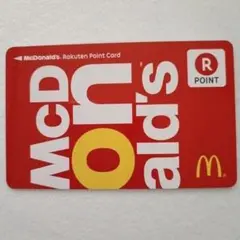 McDonald's. Rakuten Point Card
R
POINT
McD
on
ald's